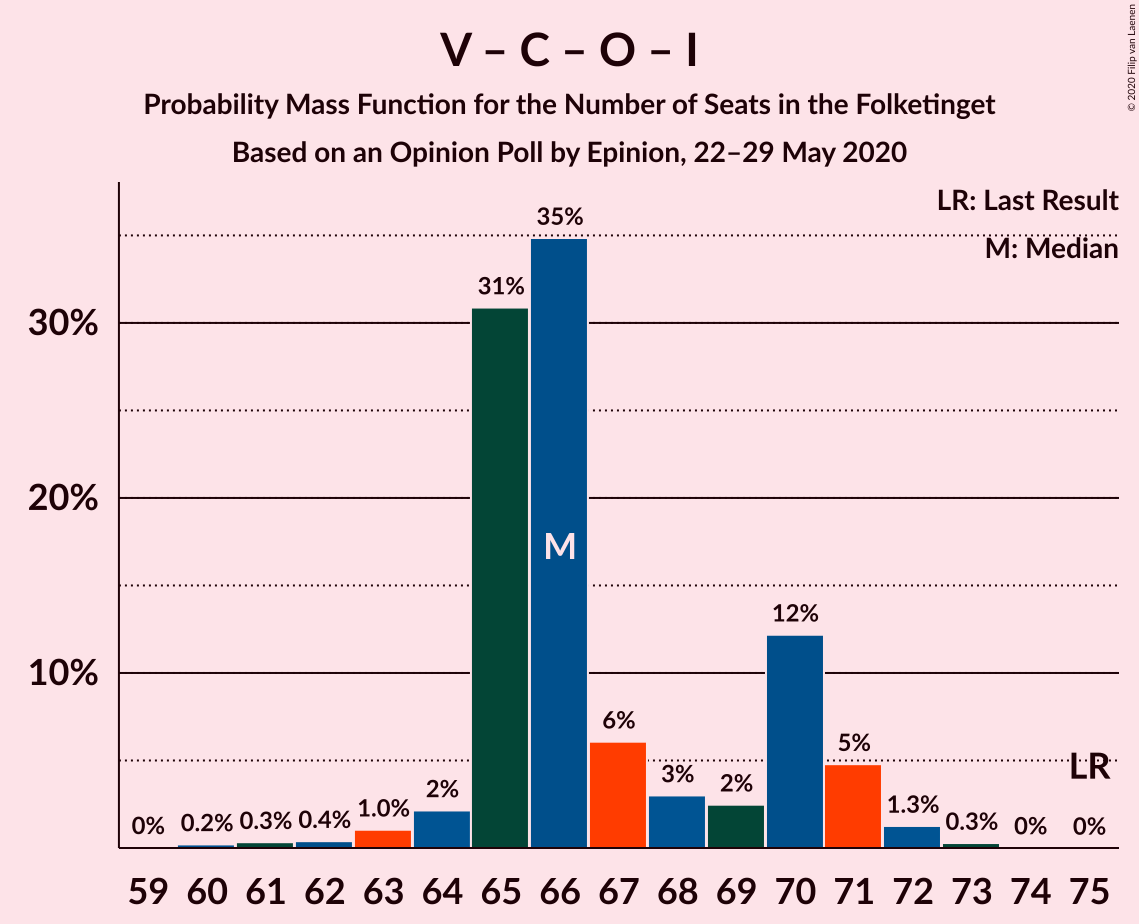 V – C – O – I
Probability Mass Function for the Number of Seats in the Folketinget
Based on an Opinion Poll by Epinion, 22–29 May 2020
© 2020 Filip van Laenen
LR: Last Result
M: Median
30%
20%
10%
0%
0.2%
0.3%
0.4%
1.0%
2%
31%
35%
6%
3%
2%
12%
5%
1.3%
0.3%
0%
0%
M
LR
59 60 61 62 63 64 65 66 67 68 69 70 71 72 73 74 75